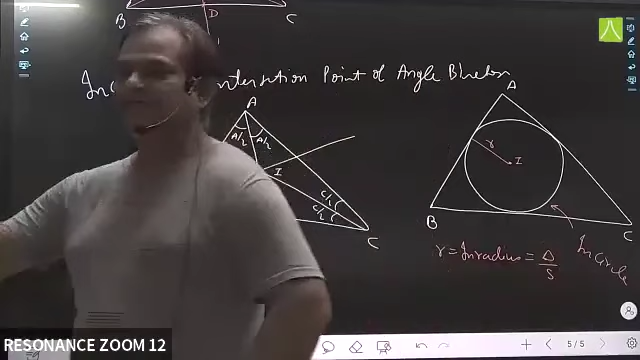 B D C
Intersection Point of Angle Bisector
A
A/2 A/2
I
C/2
C/2
C
A
r
I
B
C
r = Inradius = Δ/S
Incircle
5/5
RESONANCE ZOOM 12